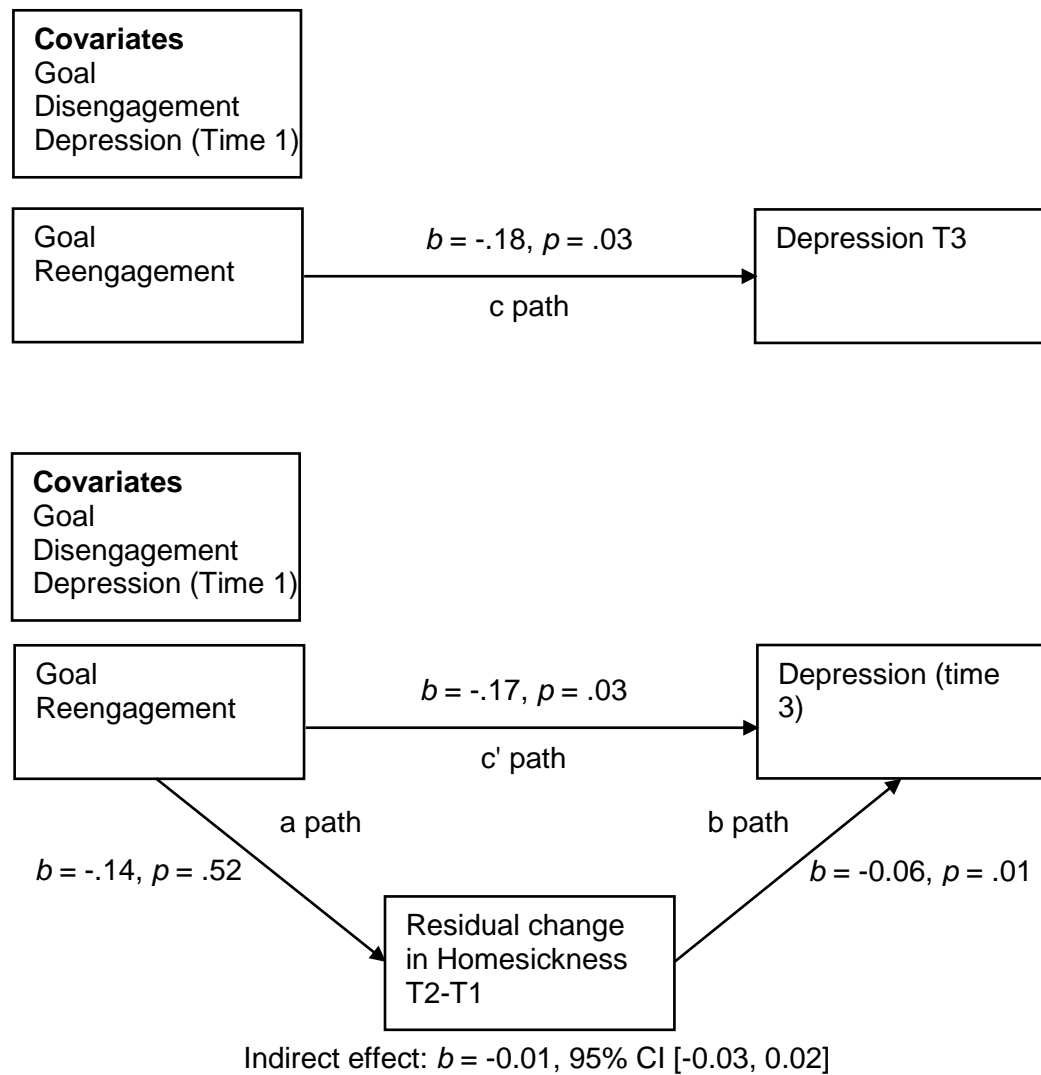 Covariates
Goal
Disengagement
Depression (Time 1)
Goal
Reengagement
b = -.18, p = .03
c path
Depression T3
Covariates
Goal
Disengagement
Depression (Time 1)
Goal
Reengagement
b = -.17, p = .03
c' path
Depression (time
3)
a path
b path
b = -.14, p = .52
b = -0.06, p = .01
Residual change
in Homesickness
T2-T1
Indirect effect: b = -0.01, 95% CI [-0.03, 0.02]